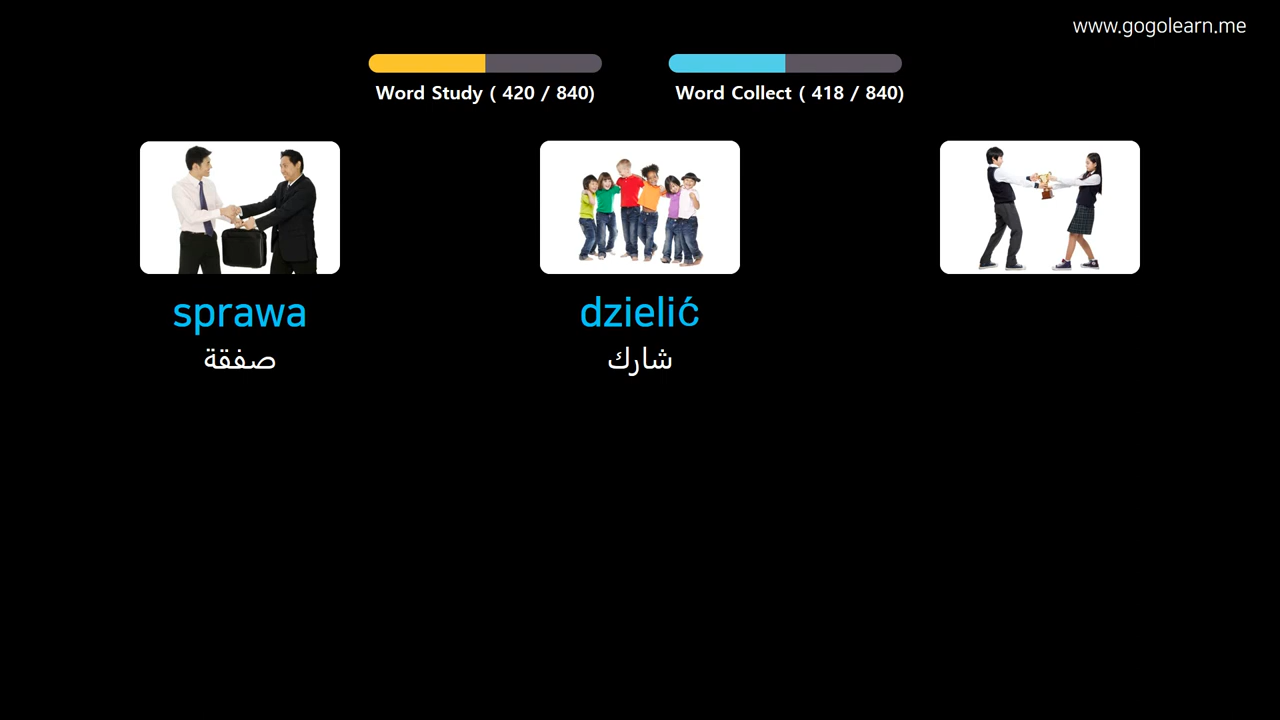 www.gogolearn.me
Word Study ( 420 / 840)
Word Collect ( 418 / 840)
sprawa
صفقة
dzielić
شارك